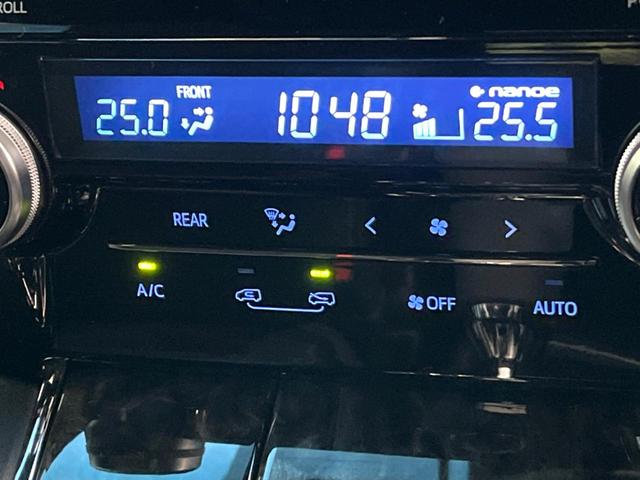 ROLL
FRONT
nanoe
25.0
1048
25.5
REAR
A/C
OFF
AUTO